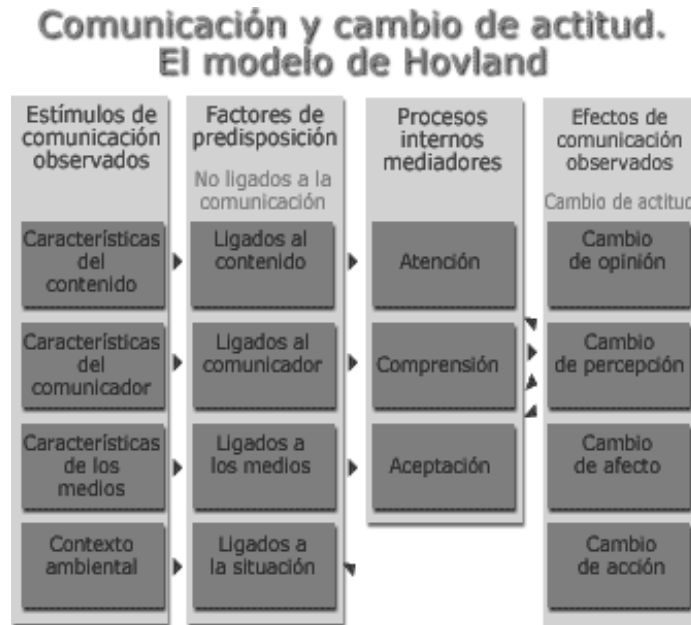 Comunicación y cambio de actitud.
El modelo de Hovland
Estímulos de
comunicación
observados
Características
del
contenido
Características
del
comunicador
Características
de los
medios
Contexto
ambiental
Factores de
predisposición
No ligados a la
comunicación
Ligados al
contenido
Ligados al
comunicador
Ligados a
los medios
Ligados a
la situación
Procesos
internos
mediadores
Atención
Comprensión
Aceptación
Efectos de
comunicación
observados
Cambio de actitud
Cambio
de opinión
Cambio
de percepción
Cambio
de afecto
Cambio
de acción